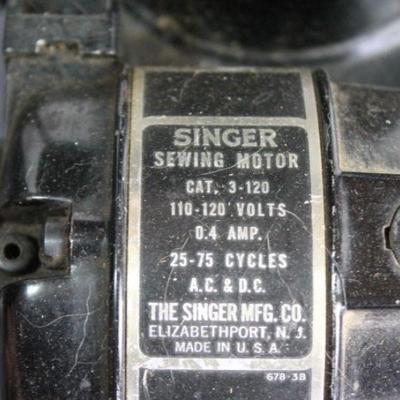 SINGER
SEWING MOTOR
CAT. 3-120
110-120 VOLTS
0.4 AMP.
25-75 CYCLES
A.C. & D.C.
THE SINGER MFG. CO.
ELIZABETHPORT, N. J.
MADE IN U. S. A.
678-3B